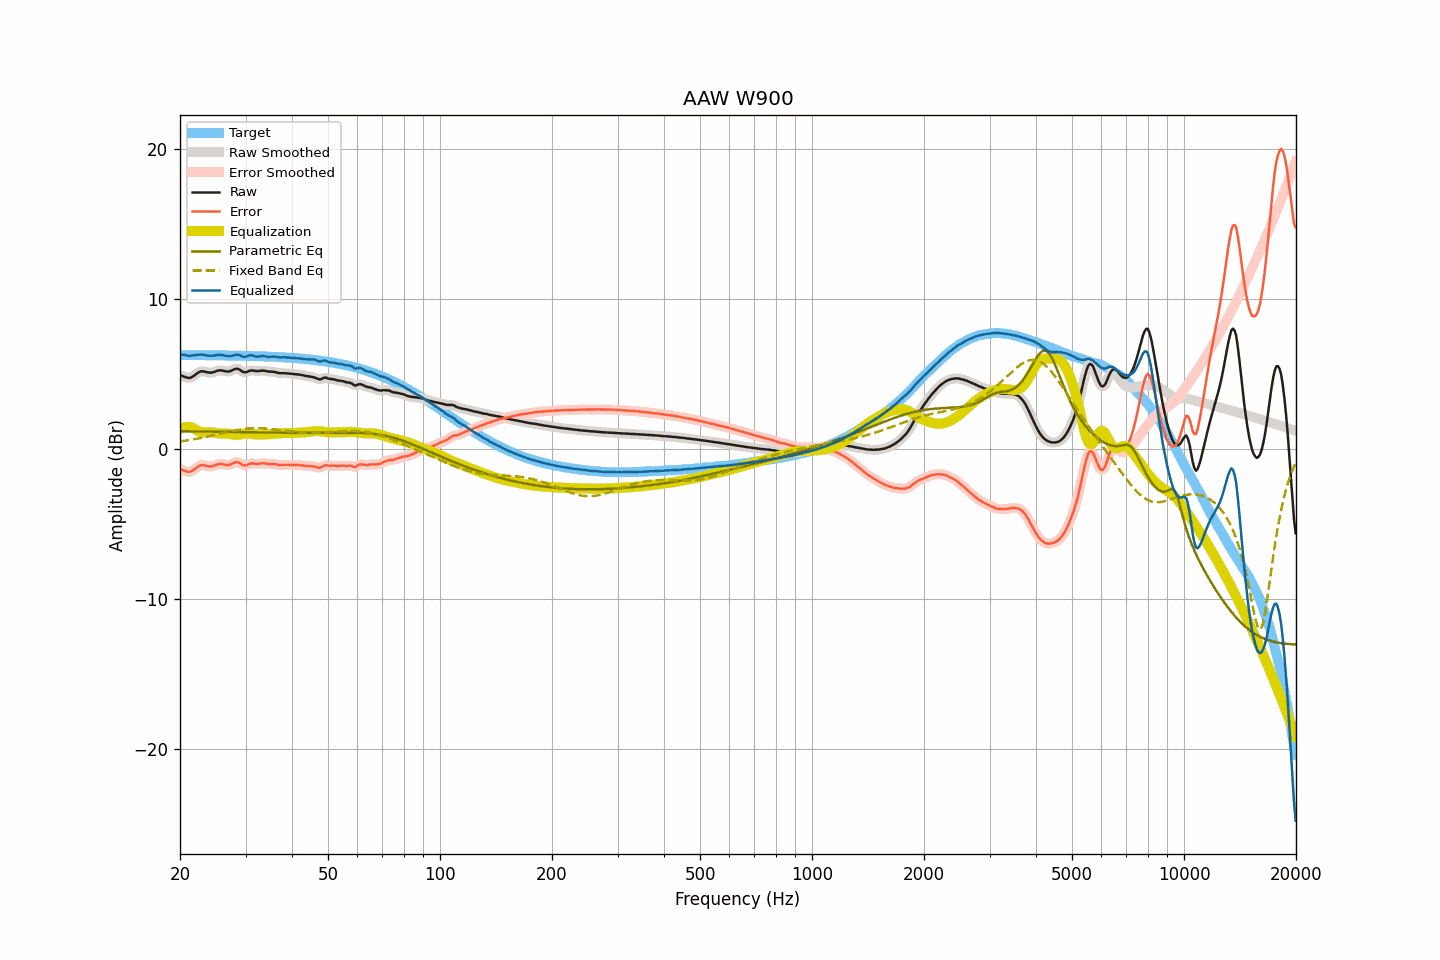 AAW W900
Target
Raw Smoothed
Error Smoothed
Raw
Error
Equalization
Parametric Eq
Fixed Band Eq
Equalized
Amplitude (dBr)
20
10
0
−10
−20
20 50 100 200 500 1000 2000 5000 10000 20000
Frequency (Hz)